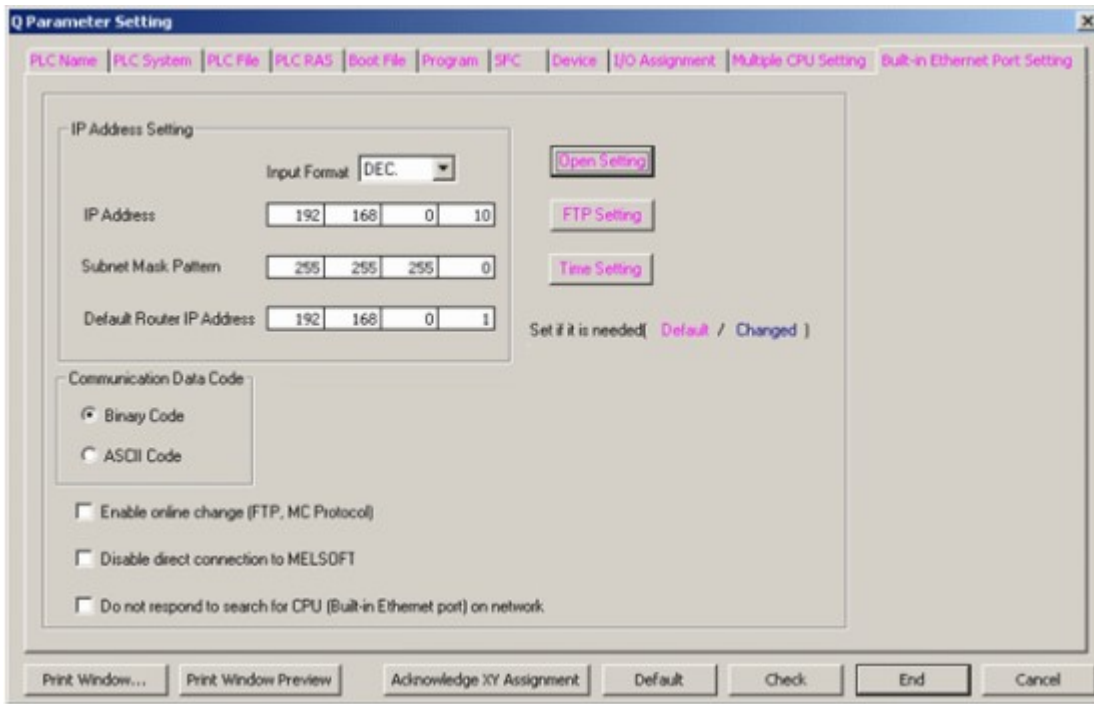 Q Parameter Setting
PLC Name PLC System PLC File PLC RAS Boot File Program SFC Device I/O Assignment Multiple CPU Setting Built-in Ethernet Port Setting
IP Address Setting
Input Format DEC.
IP Address 192 168 0 10
Subnet Mask Pattern 255 255 255 0
Default Router IP Address 192 168 0 1
Open Setting
FTP Setting
Time Setting
Set if it is needed( Default / Changed )
Communication Data Code
Binary Code
ASCII Code
Enable online change (FTP, MC Protocol)
Disable direct connection to MELSOFT
Do not respond to search for CPU (Built-in Ethernet port) on network
Print Window... Print Window Preview Acknowledge XY Assignment Default Check End Cancel